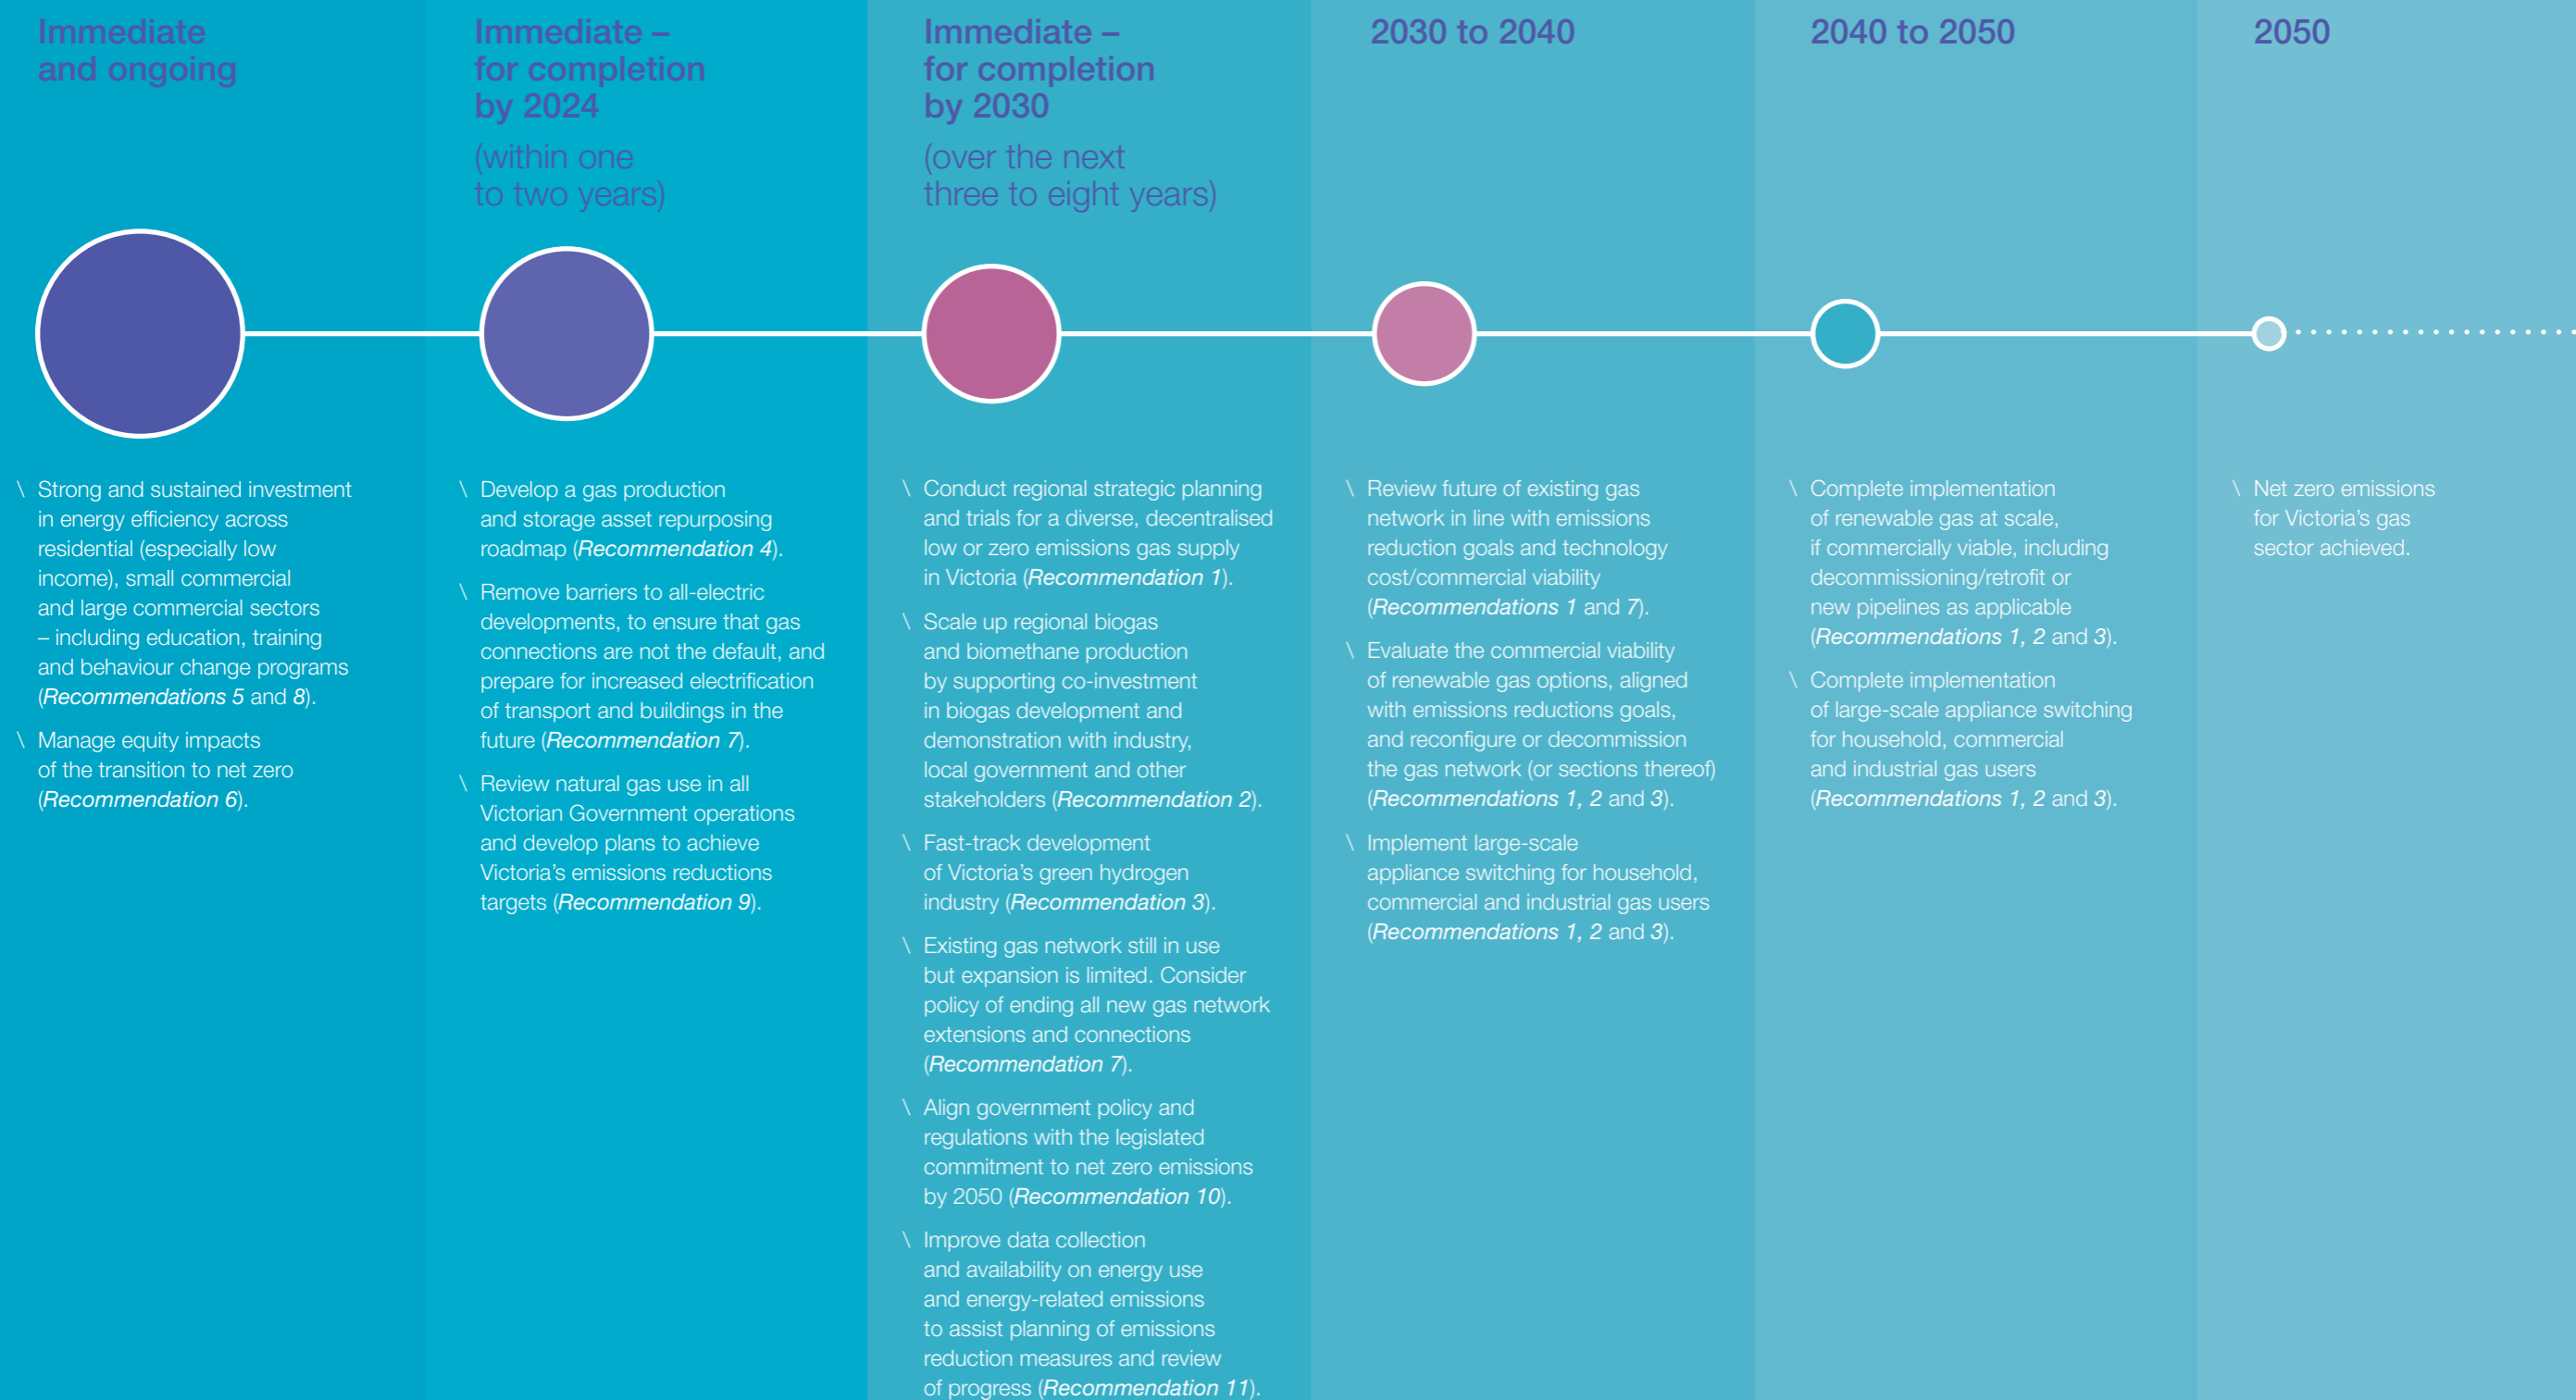 Immediate
and ongoing
\ Strong and sustained investment
in energy efficiency across
residential (especially low
income), small commercial
and large commercial sectors
– including education, training
and behaviour change programs
(Recommendations 5 and 8).
\ Manage equity impacts
of the transition to net zero
(Recommendation 6).
Immediate –
for completion
by 2024
(within one
to two years)
\ Develop a gas production
and storage asset repurposing
roadmap (Recommendation 4).
\ Remove barriers to all-electric
developments, to ensure that gas
connections are not the default, and
prepare for increased electrification
of transport and buildings in the
future (Recommendation 7).
\ Review natural gas use in all
Victorian Government operations
and develop plans to achieve
Victoria's emissions reductions
targets (Recommendation 9).
Immediate –
for completion
by 2030
(over the next
three to eight years)
\ Conduct regional strategic planning
and trials for a diverse, decentralised
low or zero emissions gas supply
in Victoria (Recommendation 1).
\ Scale up regional biogas
and biomethane production
by supporting co-investment
in biogas development and
demonstration with industry,
local government and other
stakeholders (Recommendation 2).
\ Fast-track development
of Victoria's green hydrogen
industry (Recommendation 3).
\ Existing gas network still in use
but expansion is limited. Consider
policy of ending all new gas network
extensions and connections
(Recommendation 7).
\ Align government policy and
regulations with the legislated
commitment to net zero emissions
by 2050 (Recommendation 10).
\ Improve data collection
and availability on energy use
and energy-related emissions
to assist planning of emissions
reduction measures and review
of progress (Recommendation 11).
2030 to 2040
\ Review future of existing gas
network in line with emissions
reduction goals and technology
cost/commercial viability
(Recommendations 1 and 7).
\ Evaluate the commercial viability
of renewable gas options, aligned
with emissions reductions goals,
and reconfigure or decommission
the gas network (or sections thereof)
(Recommendations 1, 2 and 3).
\ Implement large-scale
appliance switching for household,
commercial and industrial gas users
(Recommendations 1, 2 and 3).
2040 to 2050
\ Complete implementation
of renewable gas at scale,
if commercially viable, including
decommissioning/retrofit or
new pipelines as applicable
(Recommendations 1, 2 and 3).
\ Complete implementation
of large-scale appliance switching
for household, commercial
and industrial gas users
(Recommendations 1, 2 and 3).
2050
\ Net zero emissions
for Victoria's gas
sector achieved.